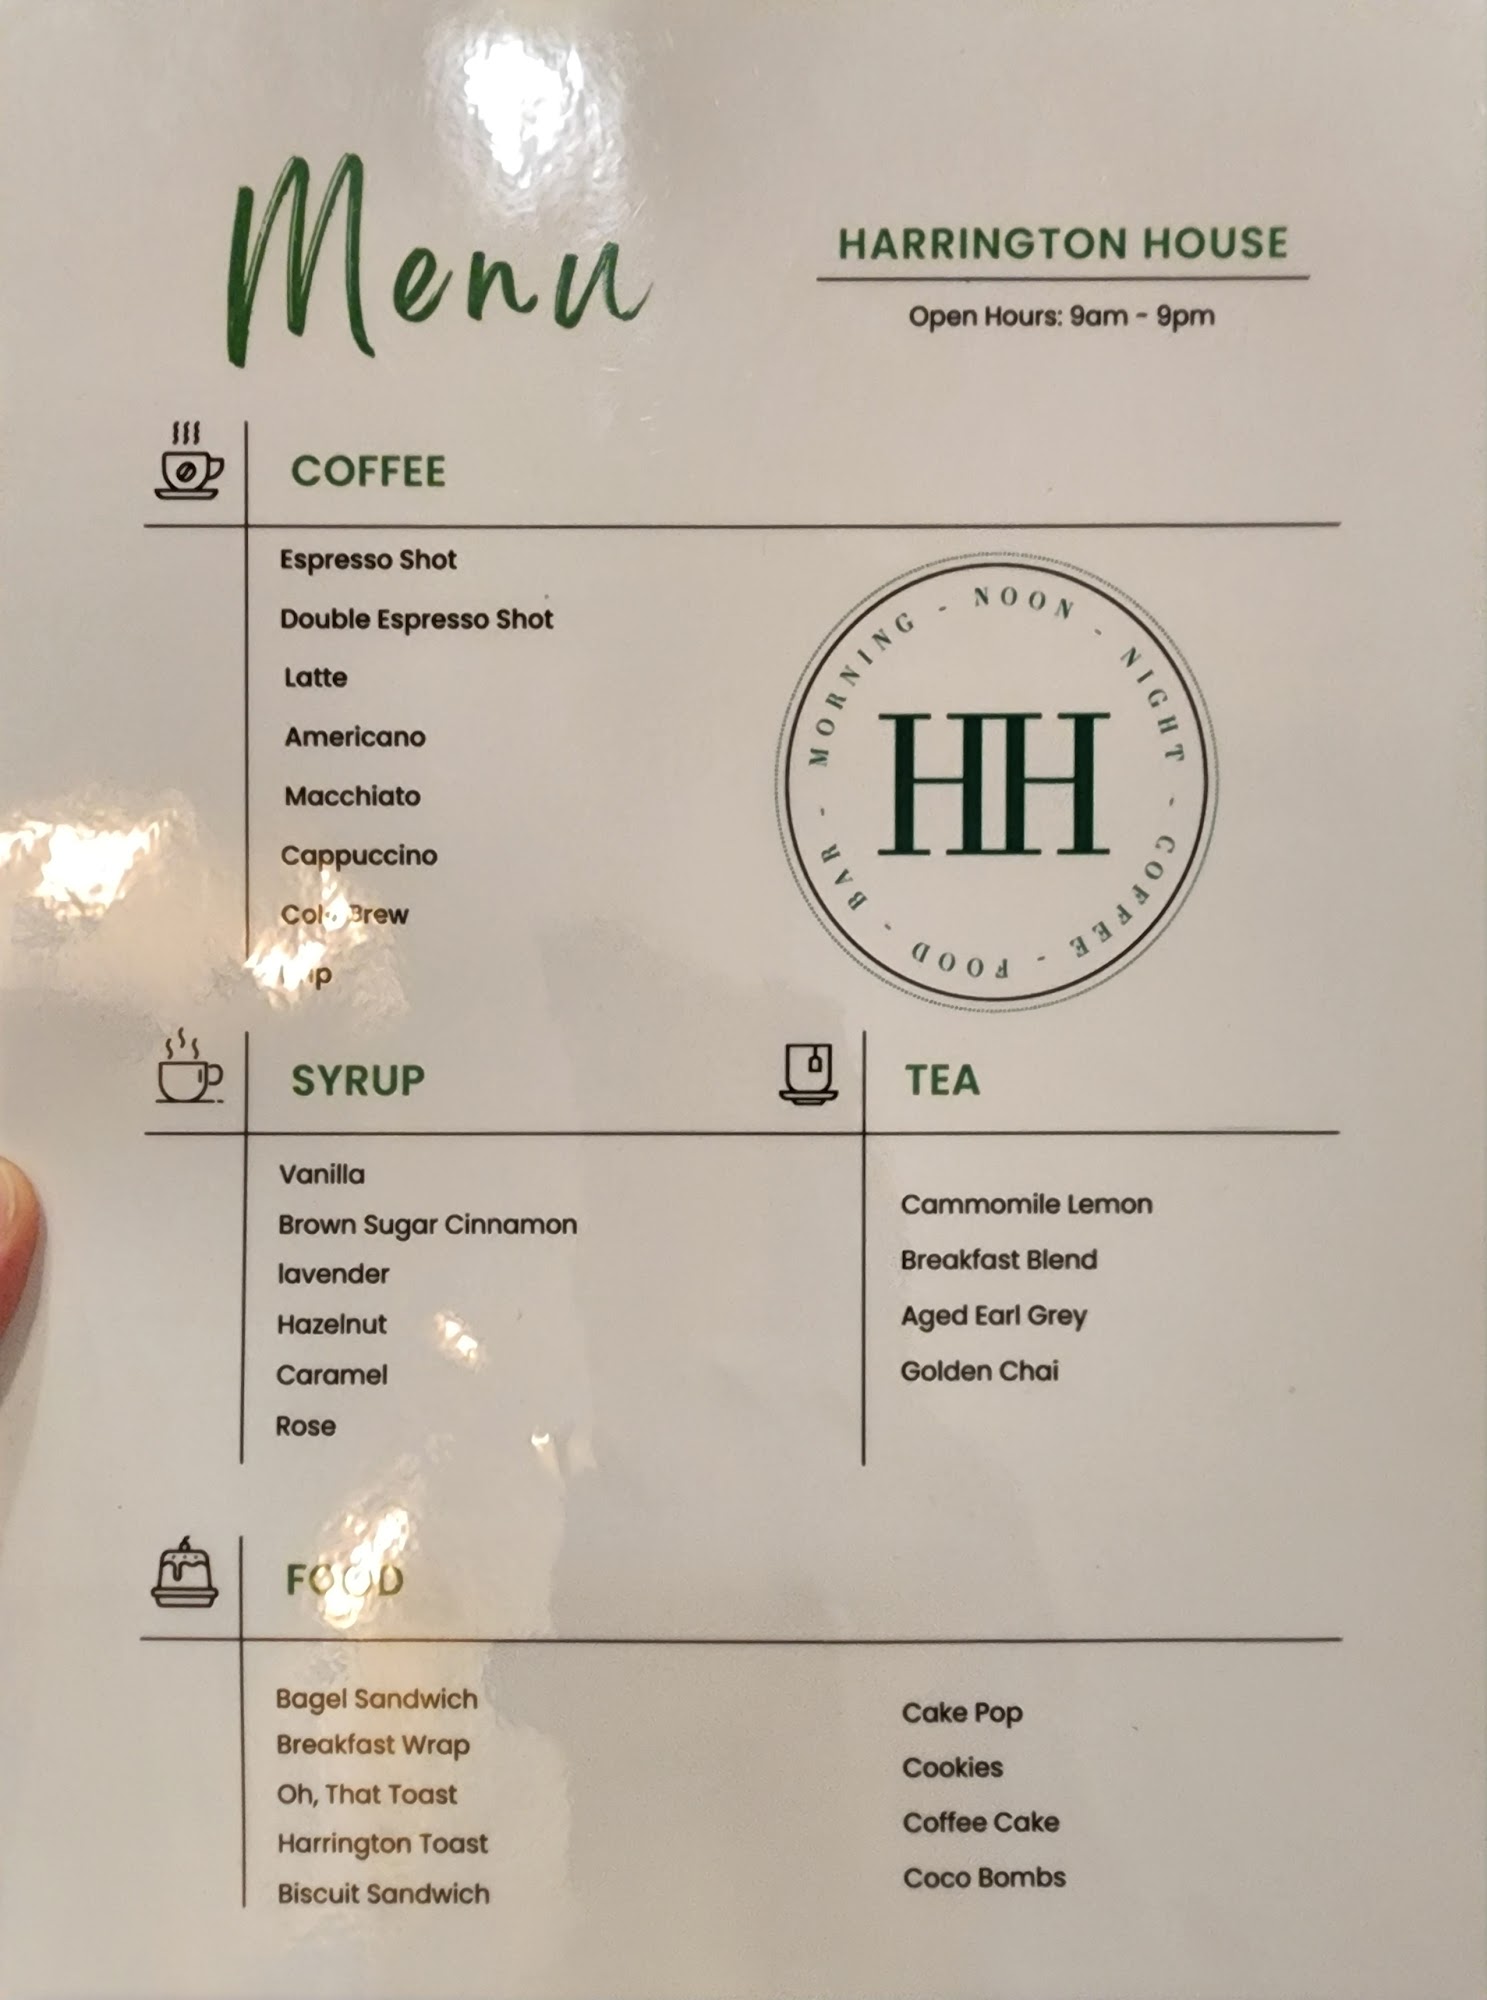 Menu
HARRINGTON HOUSE
Open Hours: 9am - 9pm
COFFEE
Espresso Shot
Double Espresso Shot
Latte
Americano
Macchiato
Cappuccino
Cold Brew
MORNING - NOON - NIGHT - COFFEE - FOOD - BAR -
HH
SYRUP
Vanilla
Brown Sugar Cinnamon
lavender
Hazelnut
Caramel
Rose
TEA
Cammomile Lemon
Breakfast Blend
Aged Earl Grey
Golden Chai
FOOD
Bagel Sandwich
Breakfast Wrap
Oh, That Toast
Harrington Toast
Biscuit Sandwich
Cake Pop
Cookies
Coffee Cake
Coco Bombs